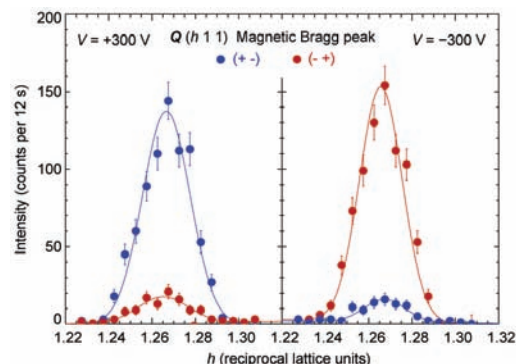 V = +300 V
Q (h 1 1) Magnetic Bragg peak
V = −300 V
(+ -)
(- +)
Intensity (counts per 12 s)
200
150
100
50
0
1.22 1.24 1.26 1.28 1.30 1.22 1.24 1.26 1.28 1.30 1.32
h (reciprocal lattice units)